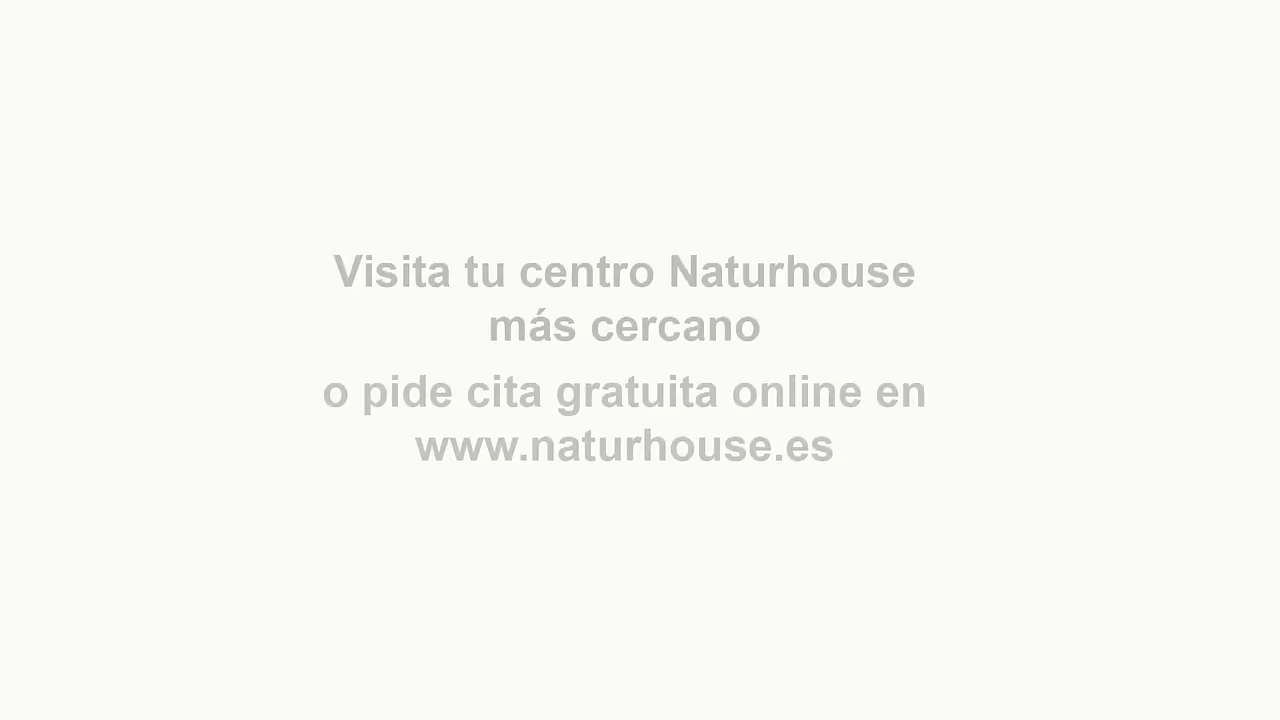 Visita tu centro Naturhouse
más cercano
o pide cita gratuita online en
www.naturhouse.es